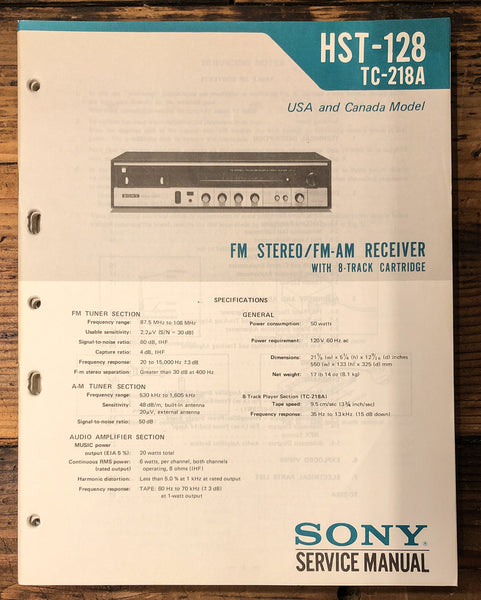 HST-128
TC-218A
USA and Canada Model
SONY
FM STEREO/FM-AM RECEIVER
WITH 8-TRACK CARTRIDGE
SPECIFICATIONS
FM TUNER SECTION
Frequency range: 87.5 MHz to 108 MHz
Usable sensitivity: 2.2μV (S/N = 30 dB)
Signal-to-noise ratio: 60 dB, IHF
Capture ratio: 4 dB, IHF
Frequency response: 20 to 15,000 Hz ±3 dB
F-m stereo separation: Greater than 30 dB at 400 Hz
A-M TUNER SECTION
Frequency range: 530 kHz to 1,605 kHz
Sensitivity: 48 dB/m, built-in antenna
20μV, external antenna
Signal-to-noise ratio: 50 dB
AUDIO AMPLIFIER SECTION
MUSIC power
output (EIA 5 %): 20 watts total
Continuous RMS power: 6 watts, per channel, both channels
(rated output) operating, 8 ohms (IHF)
Harmonic distortion: Less than 5.0 % at 1 kHz at rated output
Frequency response: TAPE: 60 Hz to 70 kHz (±3 dB)
at 1-watt output
GENERAL
Power consumption: 50 watts
Power requirement: 120 V 60 Hz ac
Dimensions: (w) x (h) x (d) inches
560 (w) x 133 (h) x 325 (d) mm
Net weight: 17 lb 14 oz (8.1 kg)
8-Track Player Section (TC-218A)
Tape speed: 9.5 cm/sec (3¾ inch/sec)
Frequency response: 35 Hz to 13 kHz (15 dB down)
SONY
SERVICE MANUAL